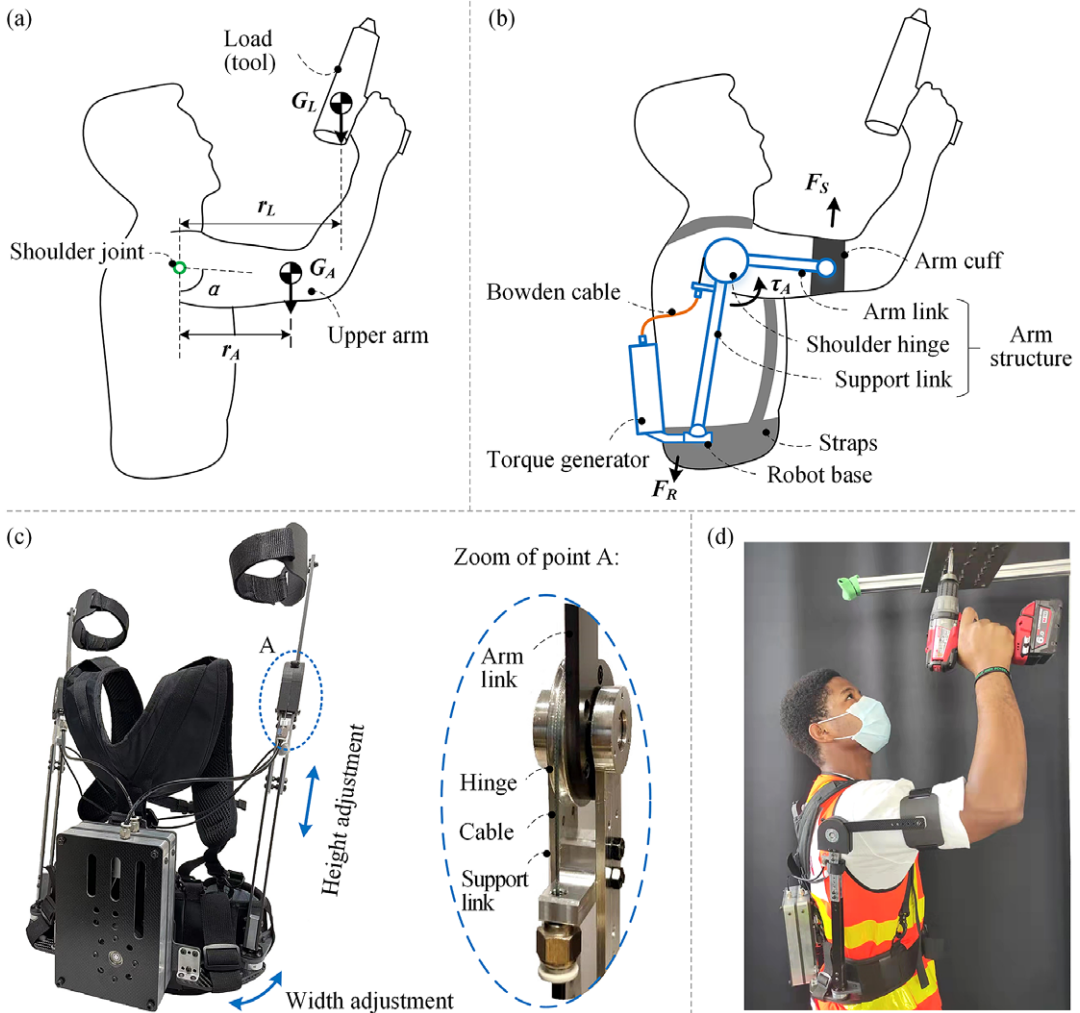 (a)
Load
(tool)
G_L
r_L
Shoulder joint
α
G_A
r_A
Upper arm
(b)
F_S
Arm cuff
τ_A
Bowden cable
Arm link
Shoulder hinge
Support link
Arm
structure
Torque generator
Straps
Robot base
F_R
(c)
A
Height adjustment
Width adjustment
Zoom of point A:
Arm
link
Hinge
Cable
Support
link
(d)